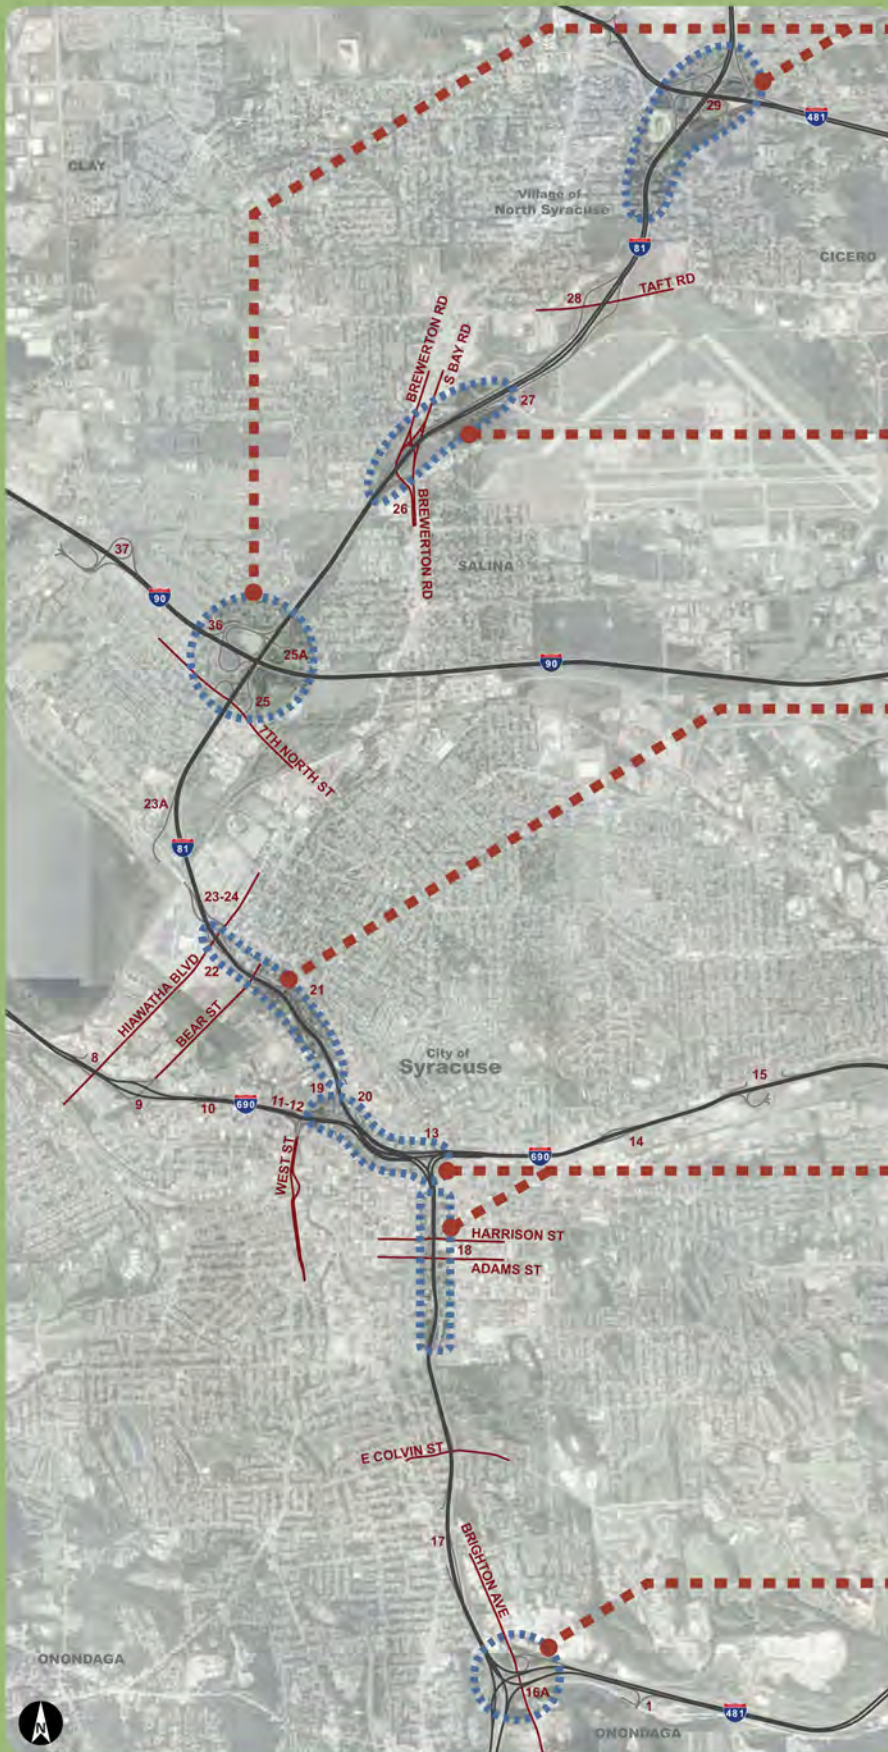 29
481
CLAY
Village of
North Syracuse
81
CICERO
TAFT RD
28
BREWERTON RD
S BAY RD
27
26
BREWERTON RD
37
SALINA
90
36
25A
90
25
7TH NORTH ST
23A
81
23-24
22
HIAWATHA BLVD
21
BEAR ST
City of
Syracuse
8
15
19
20
9
10
690
11-12
13
14
690
WEST ST
HARRISON ST
18
ADAMS ST
E COLVIN ST
17
BRIGHTON AVE
ONONDAGA
16A
1
481
N
ONONDAGA